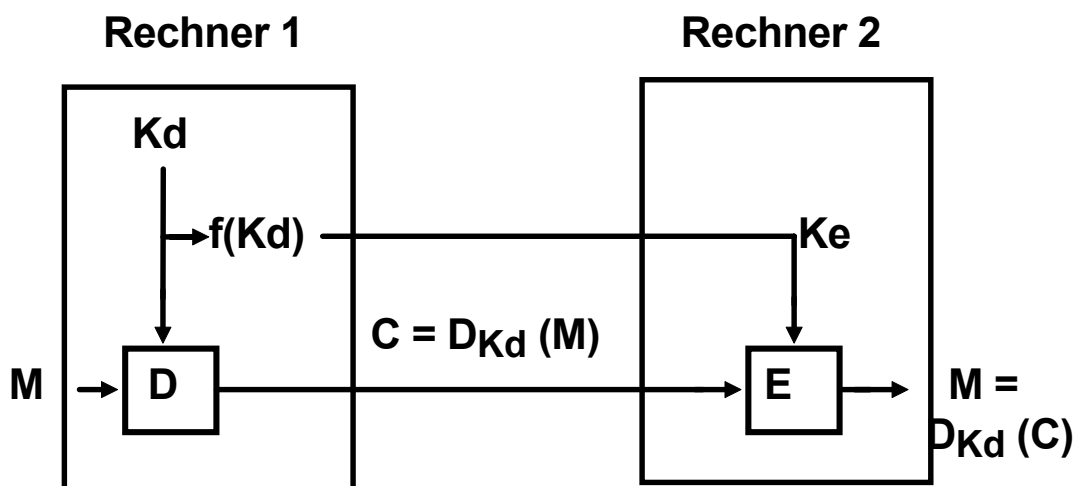 Rechner 1
Rechner 2
Kd
f(Kd)
Ke
C = DKd (M)
M
D
E
M =
DKd (C)